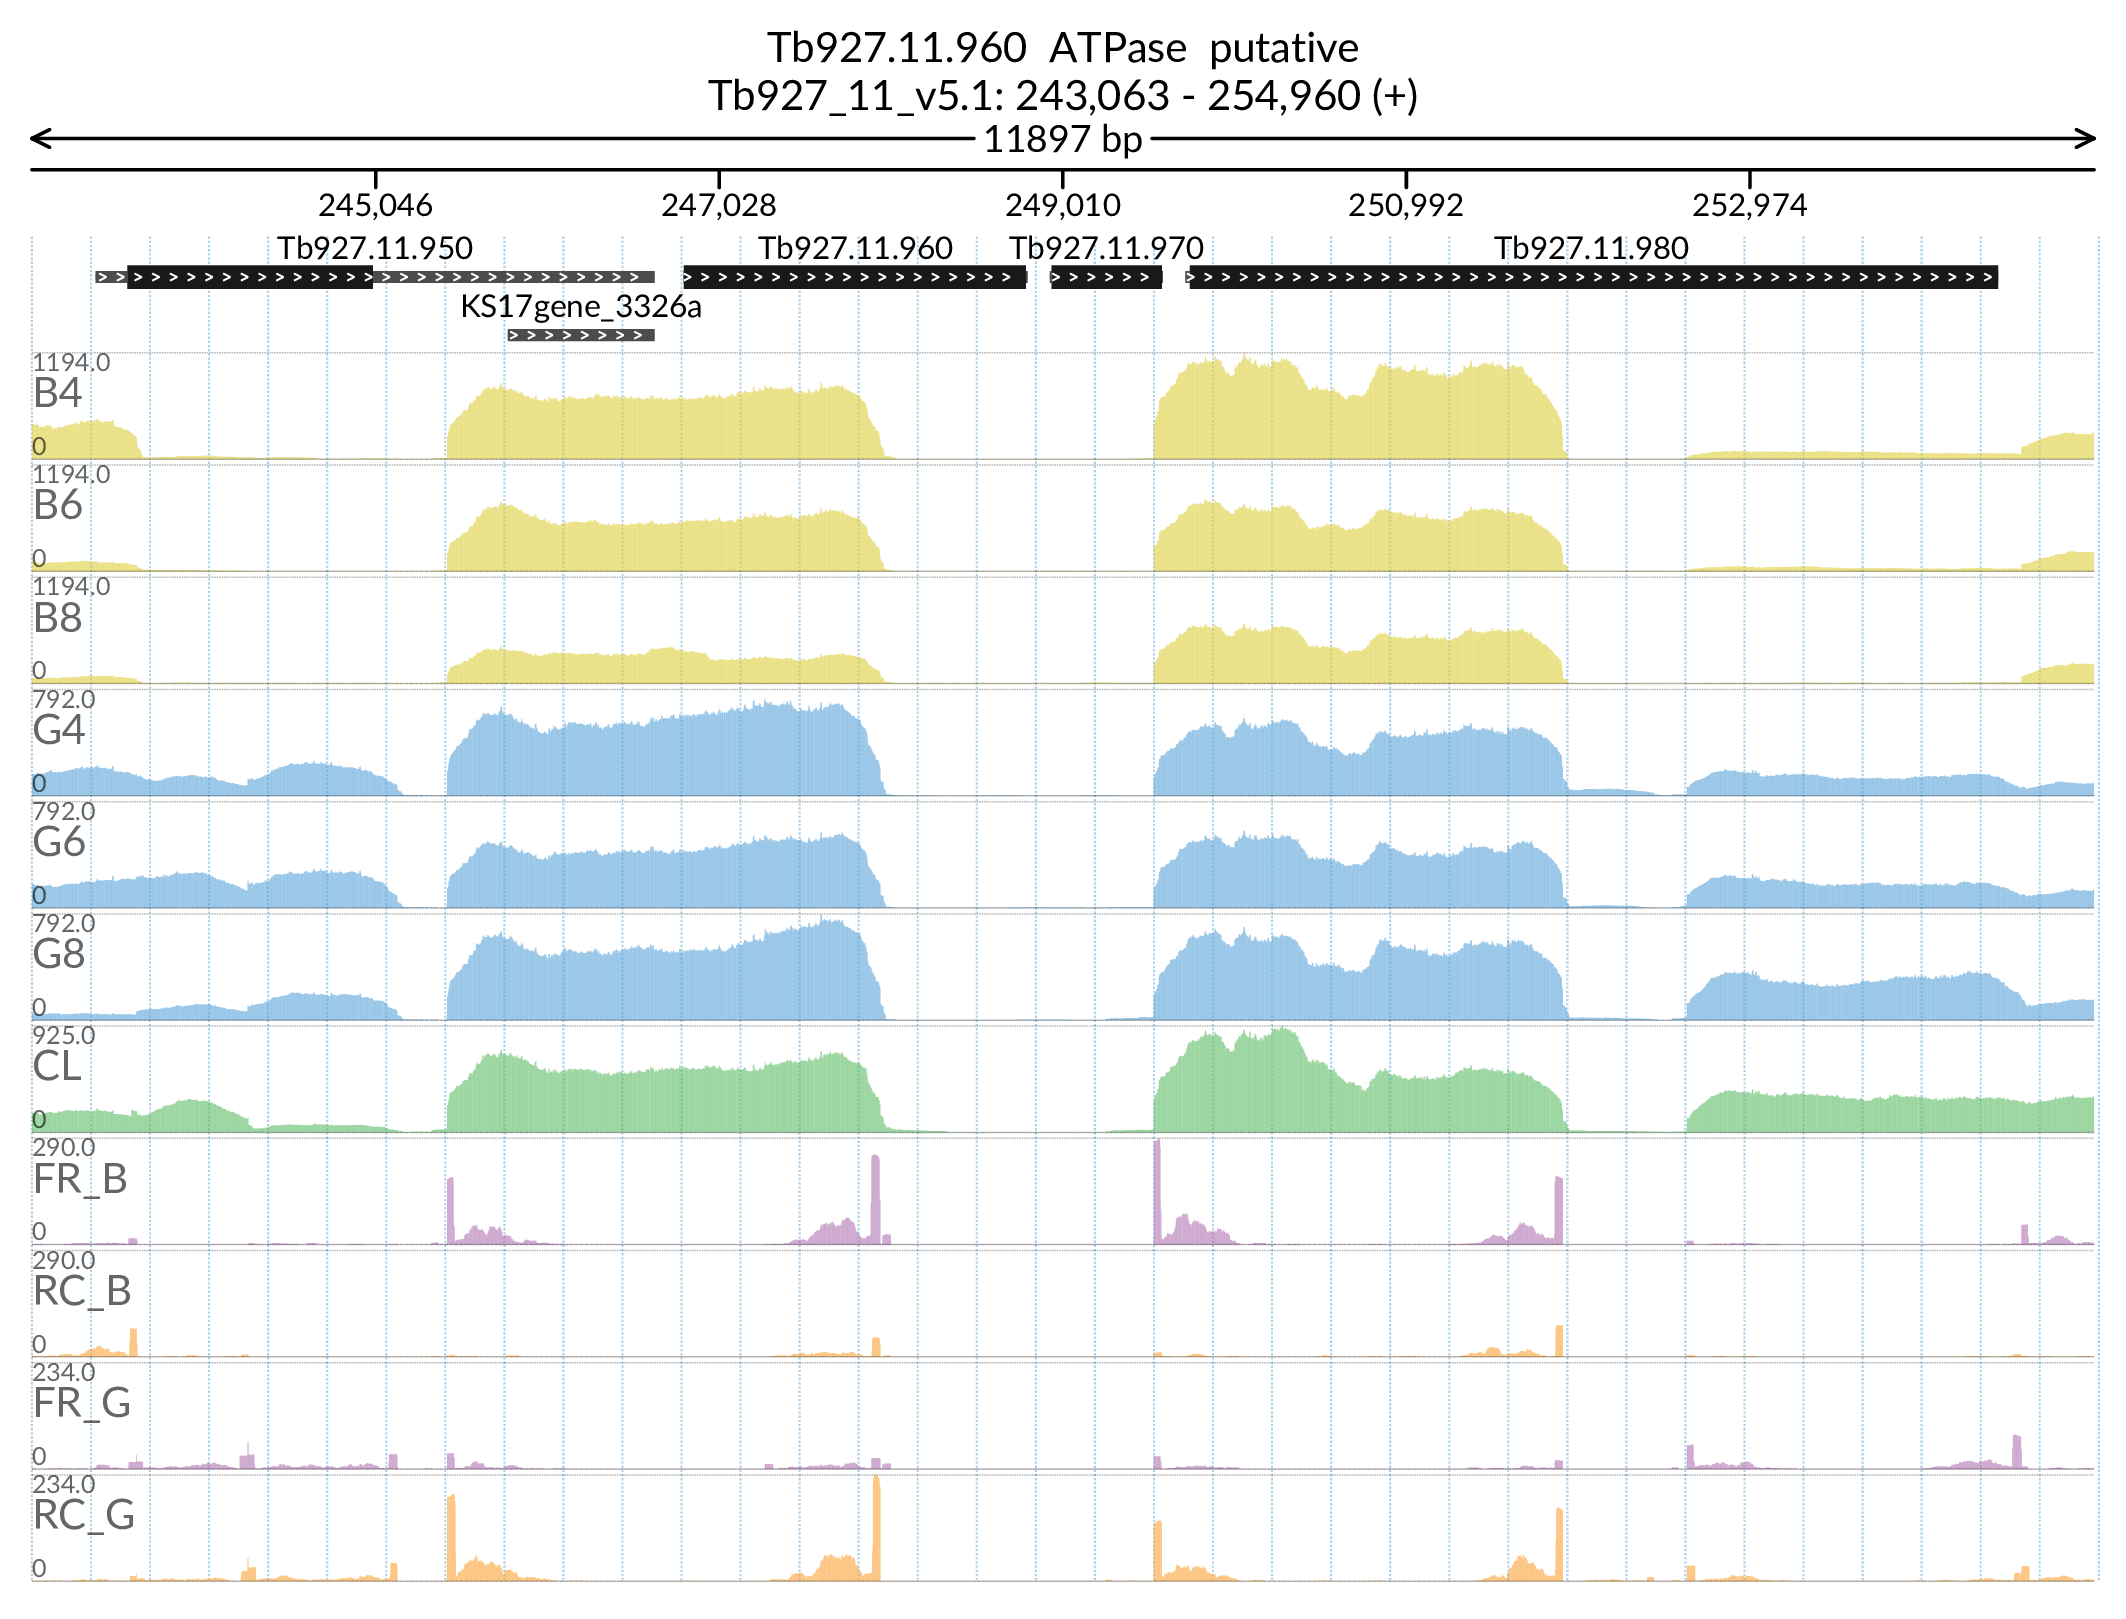 Tb927.11.960 ATPase putative
Tb927_11_v5.1: 243,063 - 254,960 (+)
11897 bp
245,046 247,028 249,010 250,992 252,974
Tb927.11.950 Tb927.11.960 Tb927.11.970 Tb927.11.980
KS17gene_3326a
1194.0
B4
0
1194.0
B6
0
1194.0
B8
0
792.0
G4
0
792.0
G6
0
792.0
G8
0
925.0
CL
0
290.0
FR_B
0
290.0
RC_B
0
234.0
FR_G
0
234.0
RC_G
0